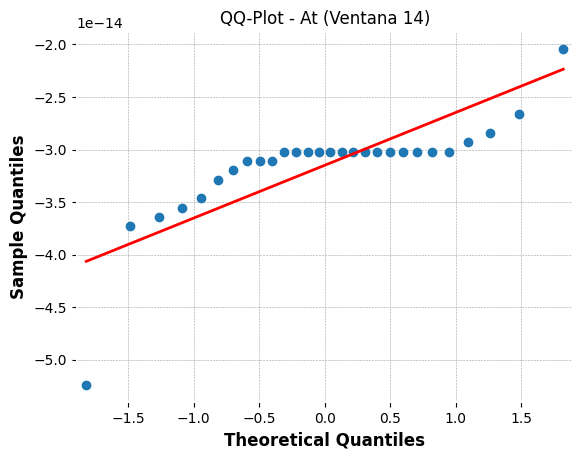 QQ-Plot - At (Ventana 14)
1e−14
−2.0
−2.5
−3.0
−3.5
−4.0
−4.5
−5.0
Sample Quantiles
−1.5 −1.0 −0.5 0.0 0.5 1.0 1.5
Theoretical Quantiles